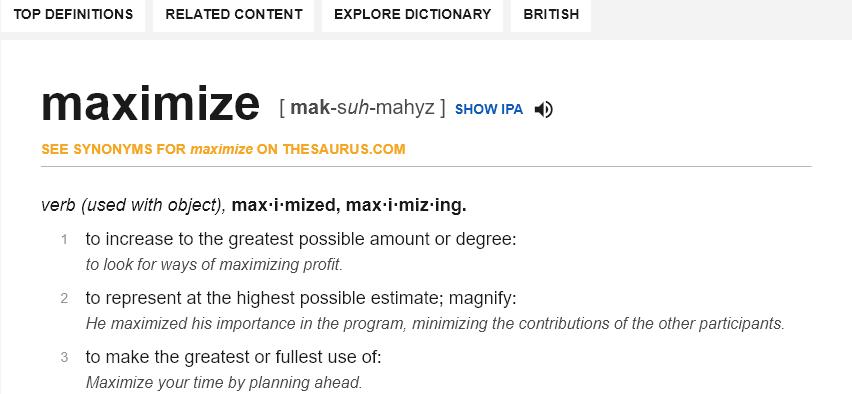 TOP DEFINITIONS RELATED CONTENT EXPLORE DICTIONARY BRITISH
maximize [ mak-suh-mahyz ] SHOW IPA
SEE SYNONYMS FOR maximize ON THESAURUS.COM
verb (used with object), max·i·mized, max·i·miz·ing.
1 to increase to the greatest possible amount or degree:
to look for ways of maximizing profit.
2 to represent at the highest possible estimate; magnify:
He maximized his importance in the program, minimizing the contributions of the other participants.
3 to make the greatest or fullest use of:
Maximize your time by planning ahead.